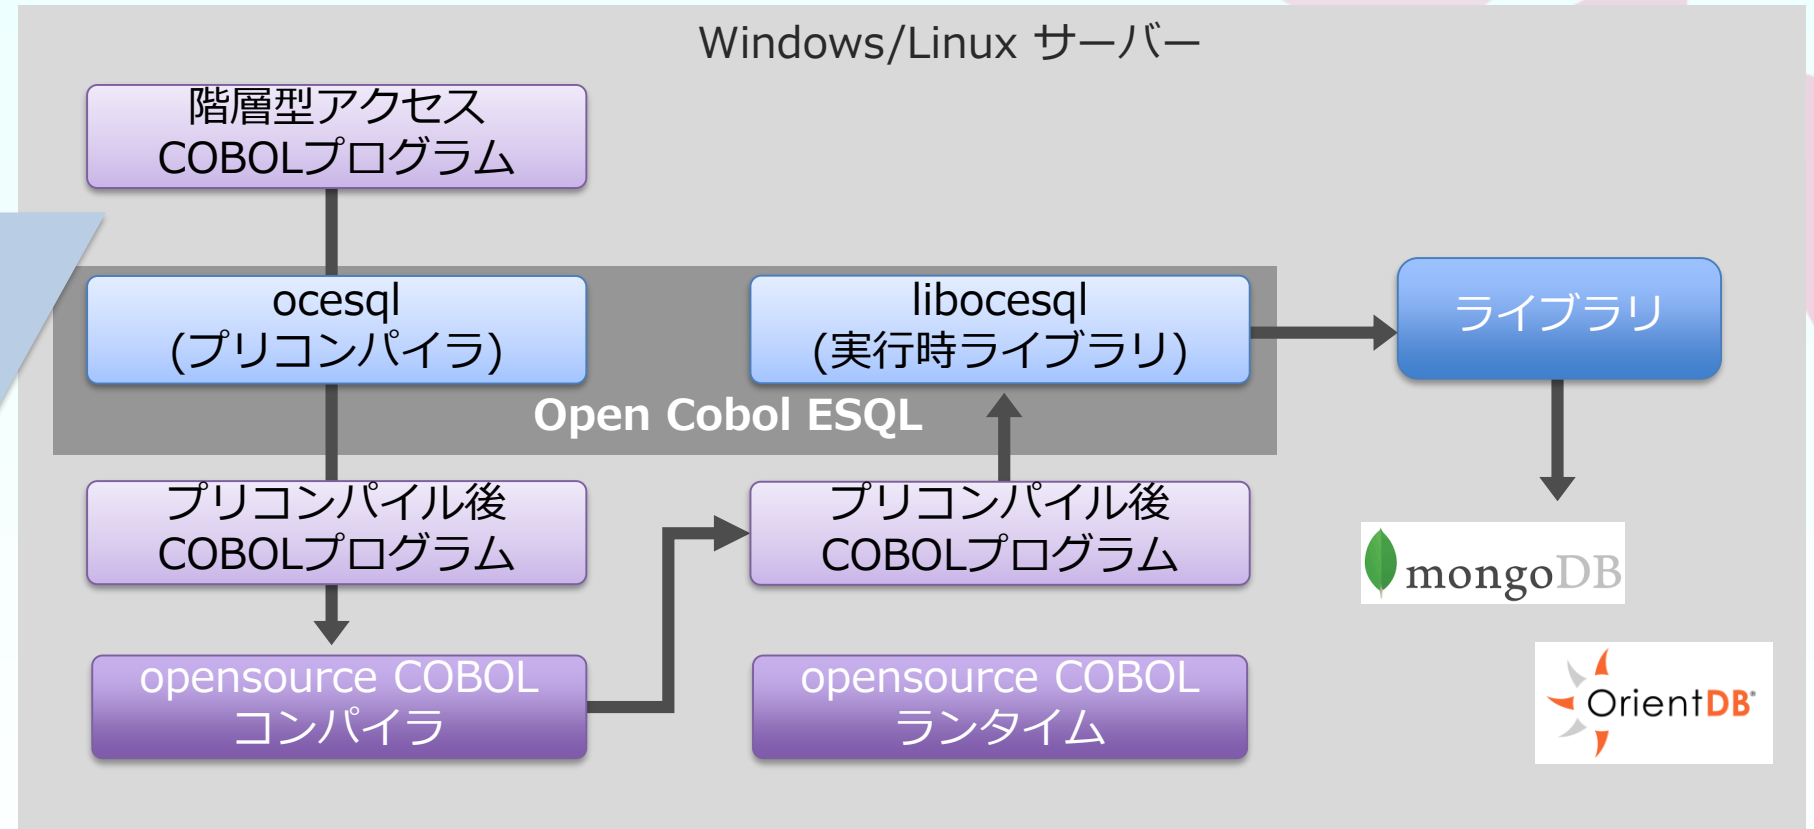 Windows/Linux サーバー
階層型アクセス
COBOLプログラム
ocesql
(プリコンパイラ)
libocesql
(実行時ライブラリ)
ライブラリ
Open Cobol ESQL
プリコンパイル後
COBOLプログラム
プリコンパイル後
COBOLプログラム
mongoDB
opensource COBOL
コンパイラ
opensource COBOL
ランタイム
OrientDB®